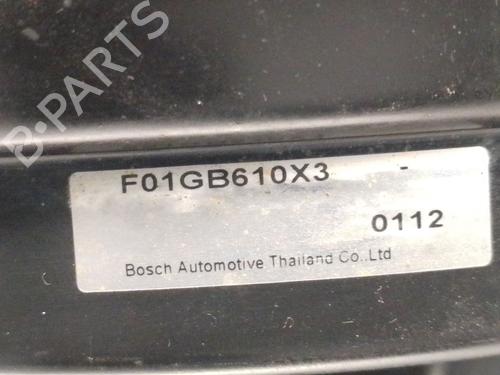 B-PARTS
F01GB610X3 -
0112
Bosch Automotive Thailand Co..Ltd